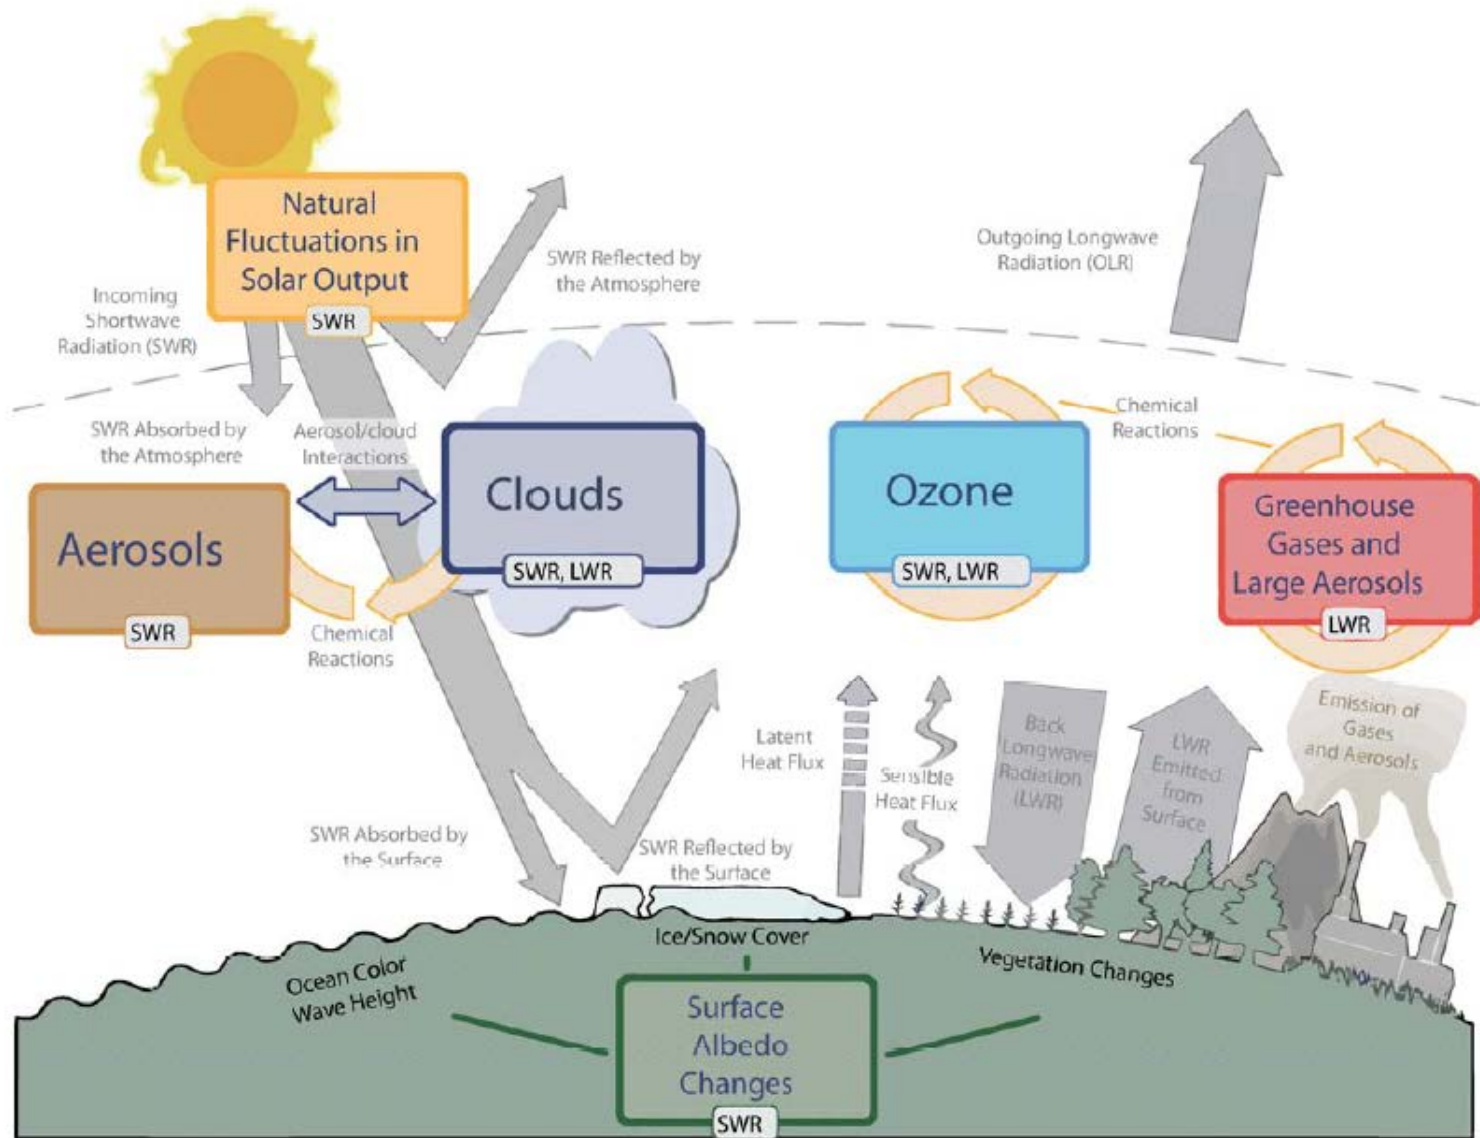 Natural
Fluctuations in
Solar Output
SWR
Incoming
Shortwave
Radiation (SWR)
SWR Reflected by
the Atmosphere
Outgoing Longwave
Radiation (OLR)
SWR Absorbed by
the Atmosphere
Aerosol/cloud
Interactions
Chemical
Reactions
Aerosols
SWR
Clouds
SWR, LWR
Ozone
SWR, LWR
Greenhouse
Gases and
Large Aerosols
LWR
Chemical
Reactions
Latent
Heat Flux
Sensible
Heat Flux
Back
Longwave
Radiation
(LWR)
LWR
Emitted
from
Surface
Emission of
Gases
and Aerosols
SWR Absorbed by
the Surface
SWR Reflected by
the Surface
Ocean Color
Wave Height
Ice/Snow Cover
Vegetation Changes
Surface
Albedo
Changes
SWR